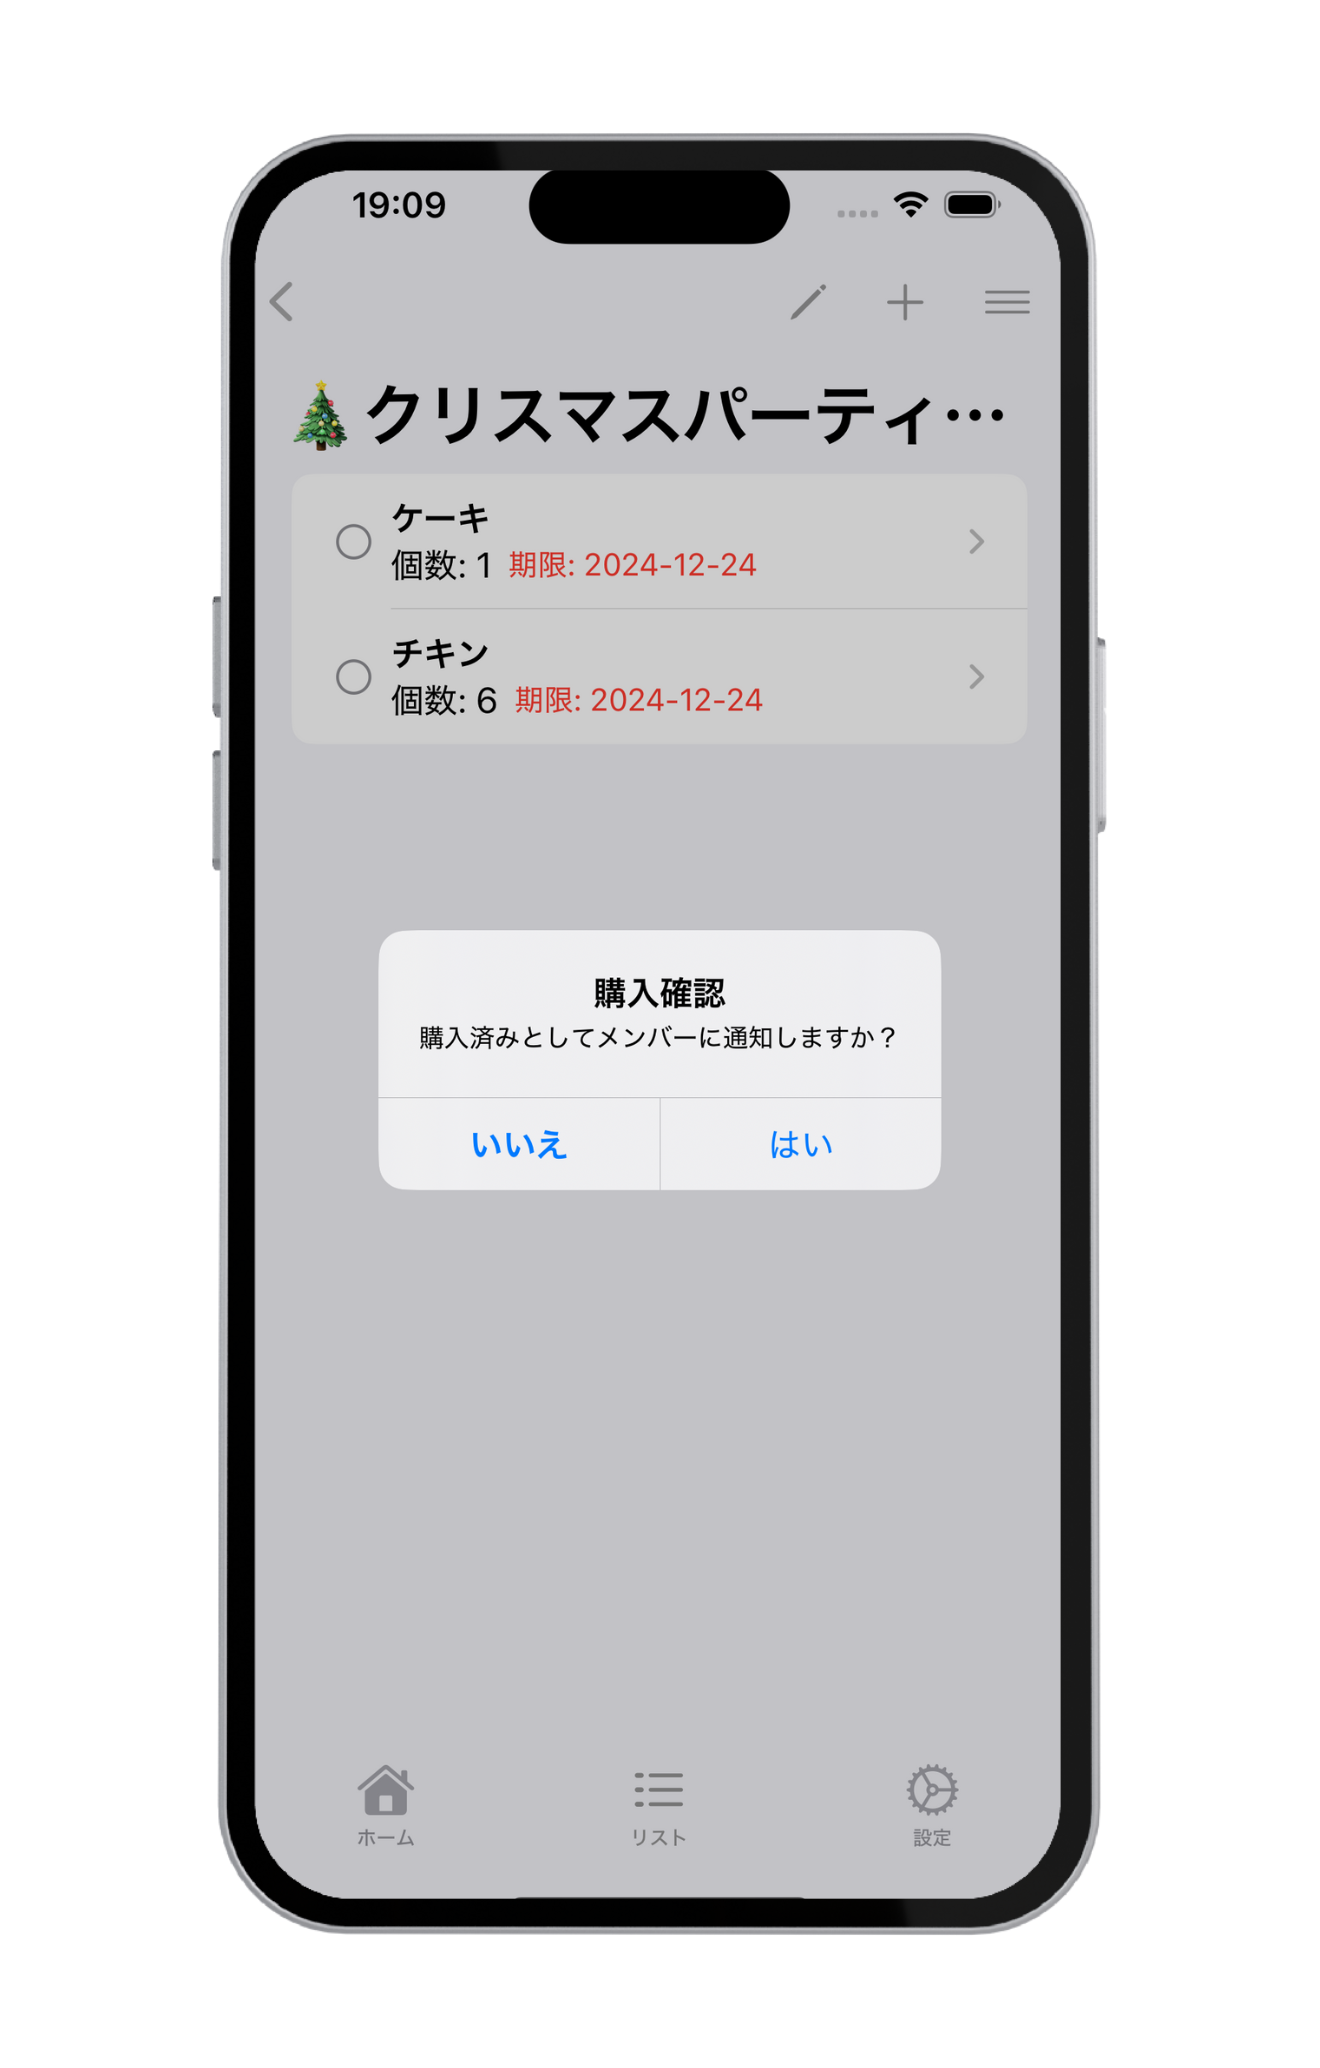 19:09
🎄クリスマスパーティ…
ケーキ
個数: 1 期限: 2024-12-24
チキン
個数: 6 期限: 2024-12-24
購入確認
購入済みとしてメンバーに通知しますか？
いいえ はい
ホーム リスト 設定